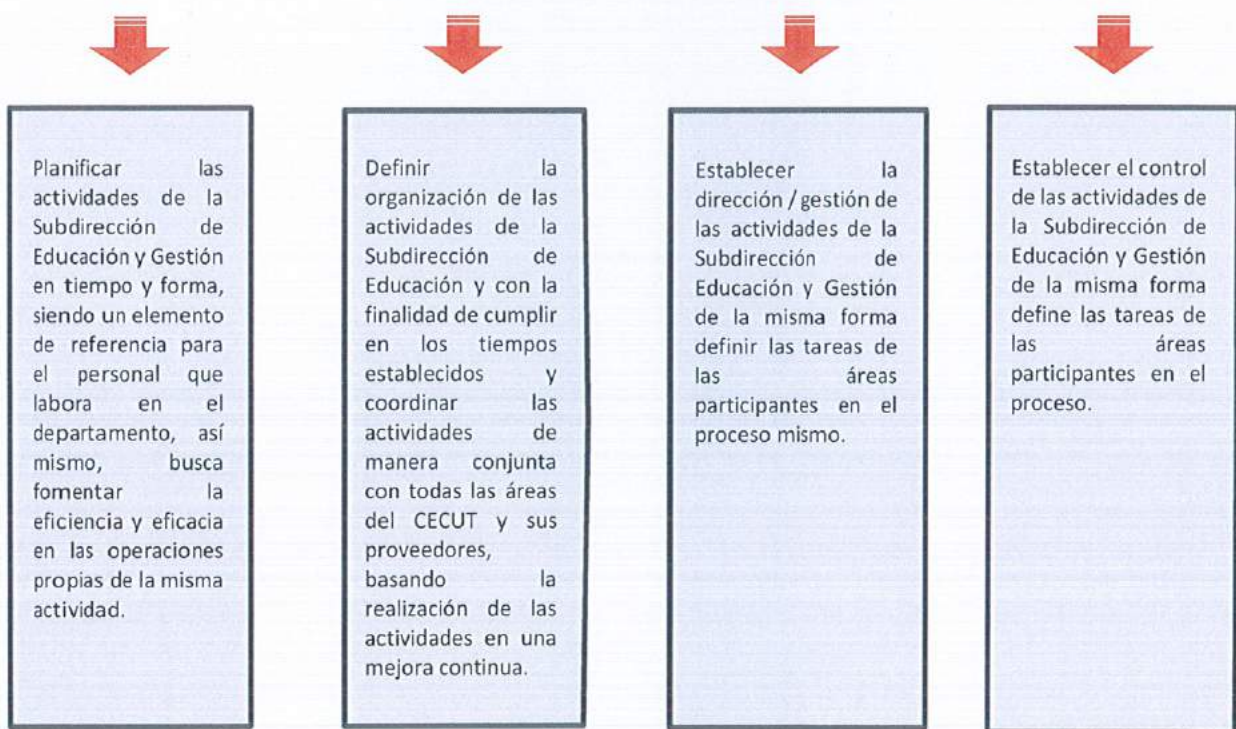 Planificar las
actividades de la
Subdirección de
Educación y Gestión
en tiempo y forma,
siendo un elemento
de referencia para
el personal que
labora en el
departamento, así
mismo, busca
fomentar la
eficiencia y eficacia
en las operaciones
propias de la misma
actividad.
Definir la
organización de las
actividades de la
Subdirección de
Educación y con la
finalidad de cumplir
en los tiempos
establecidos y
coordinar las
actividades de
manera conjunta
con todas las áreas
del CECUT y sus
proveedores,
basando la
realización de las
actividades en una
mejora continua.
Establecer la
dirección / gestión de
las actividades de la
Subdirección de
Educación y Gestión
de la misma forma
definir las tareas de
las áreas
participantes en el
proceso mismo.
Establecer el control
de las actividades de
la Subdirección de
Educación y Gestión
de la misma forma
define las tareas de
las áreas
participantes en el
proceso.